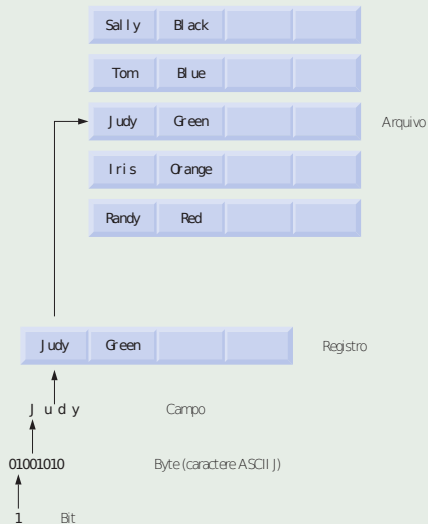 Sally Black
Tom Blue
Judy Green Arquivo
Iris Orange
Randy Red
Judy Green Registro
Judy Campo
01001010 Byte (caractere ASCII J)
1 Bit